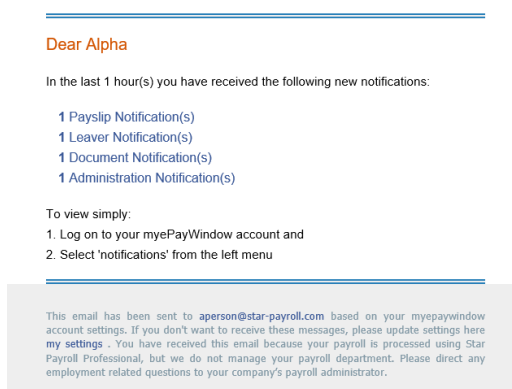 Dear Alpha
In the last 1 hour(s) you have received the following new notifications:
1 Payslip Notification(s)
1 Leaver Notification(s)
1 Document Notification(s)
1 Administration Notification(s)
To view simply:
1. Log on to your myePayWindow account and
2. Select 'notifications' from the left menu
This email has been sent to aperson@star-payroll.com based on your myepaywindow
account settings. If you don't want to receive these messages, please update settings here
my settings . You have received this email because your payroll is processed using Star
Payroll Professional, but we do not manage your payroll department. Please direct any
employment related questions to your company's payroll administrator.